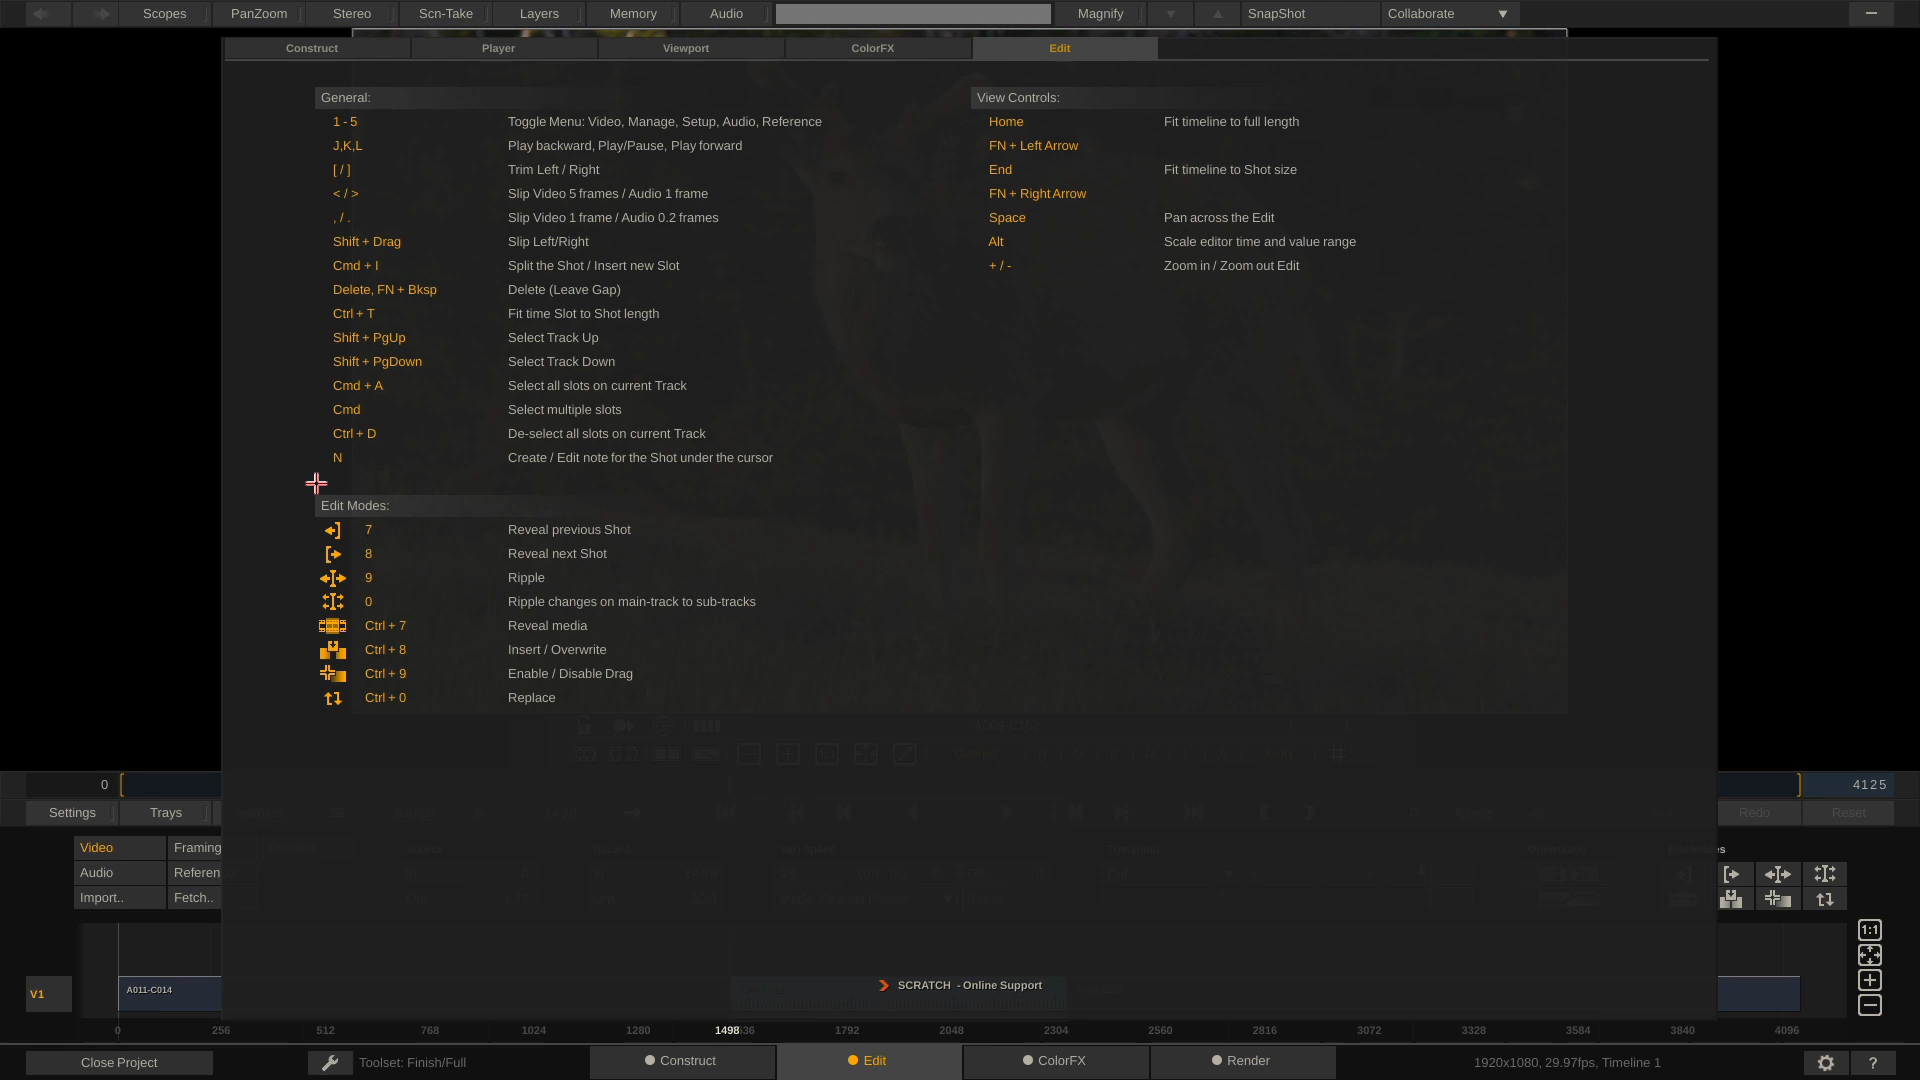 Scopes PanZoom Stereo Scn-Take Layers Memory Audio Magnify SnapShot Collaborate
Construct Player Viewport ColorFX Edit
General:
1 - 5 Toggle Menu: Video, Manage, Setup, Audio, Reference
J,K,L Play backward, Play/Pause, Play forward
[ / ] Trim Left / Right
< / > Slip Video 5 frames / Audio 1 frame
, / . Slip Video 1 frame / Audio 0.2 frames
Shift + Drag Slip Left/Right
Cmd + I Split the Shot / Insert new Slot
Delete, FN + Bksp Delete (Leave Gap)
Ctrl + T Fit time Slot to Shot length
Shift + PgUp Select Track Up
Shift + PgDown Select Track Down
Cmd + A Select all slots on current Track
Cmd Select multiple slots
Ctrl + D De-select all slots on current Track
N Create / Edit note for the Shot under the cursor
View Controls:
Home Fit timeline to full length
FN + Left Arrow
End Fit timeline to Shot size
FN + Right Arrow
Space Pan across the Edit
Alt Scale editor time and value range
+ / - Zoom in / Zoom out Edit
Edit Modes:
7 Reveal previous Shot
8 Reveal next Shot
9 Ripple
0 Ripple changes on main-track to sub-tracks
Ctrl + 7 Reveal media
Ctrl + 8 Insert / Overwrite
Ctrl + 9 Enable / Disable Drag
Ctrl + 0 Replace
0 4125
Settings Trays Redo Reset
Video Framing
Audio Referen
Import.. Fetch..
1:1
V1 A011-C014
SCRATCH - Online Support
0 256 512 768 1024 1280 1498 1792 2048 2304 2560 2816 3072 3328 3584 3840 4096
Close Project Toolset: Finish/Full Construct Edit ColorFX Render 1920x1080, 29.97fps, Timeline 1 ?